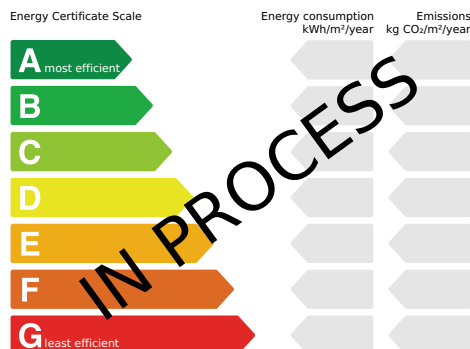 Energy Certificate Scale
Energy consumption
kWh/m²/year
Emissions
kg CO₂/m²/year
A most efficient
B
C
D
E
F
G least efficient
IN PROCESS